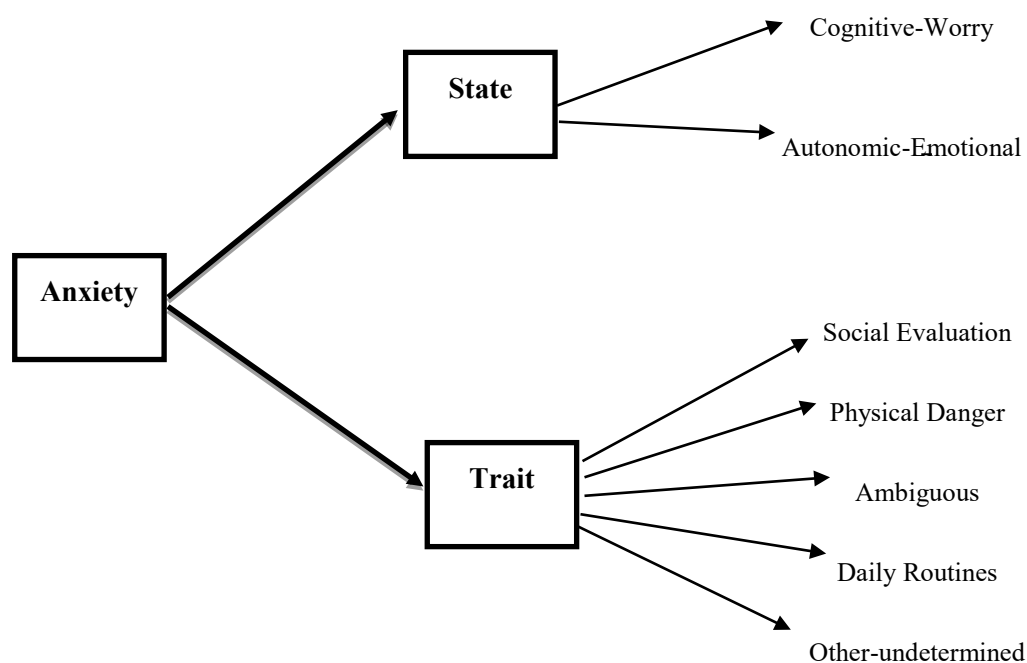 Cognitive-Worry
State
Autonomic-Emotional
Anxiety
Social Evaluation
Physical Danger
Trait
Ambiguous
Daily Routines
Other-undetermined